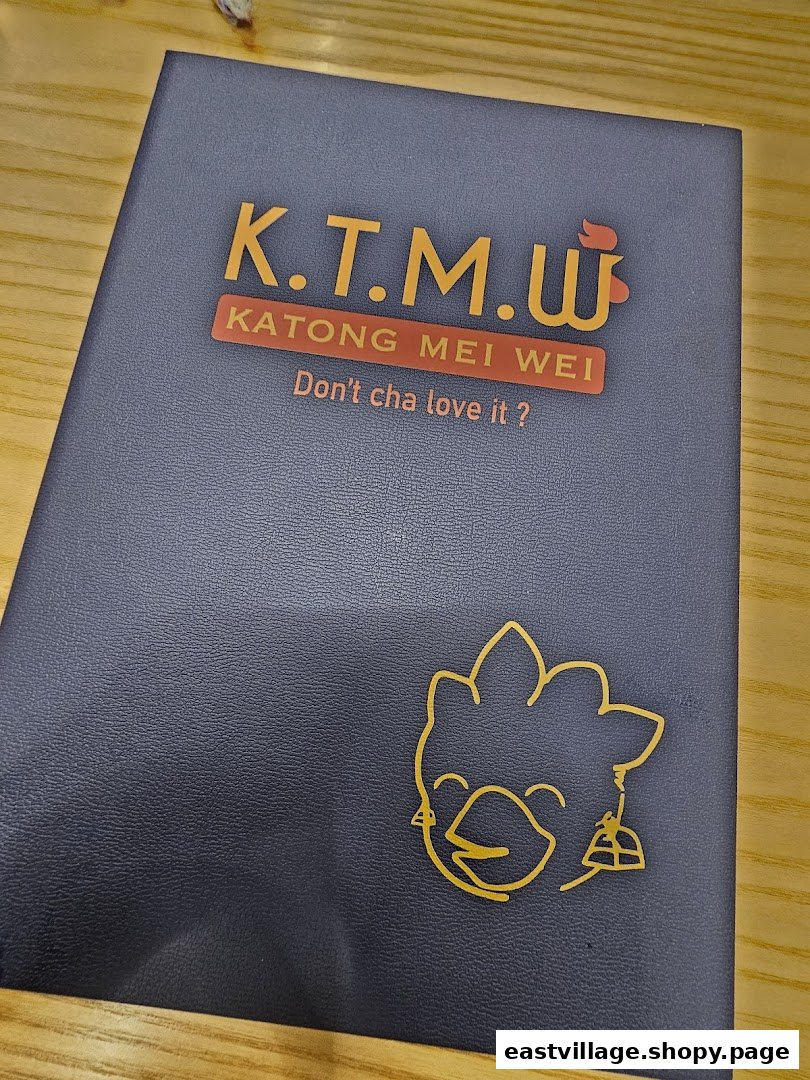 K.T.M.W
KATONG MEI WEI
Don't cha love it ?
eastvillage.shopy.page